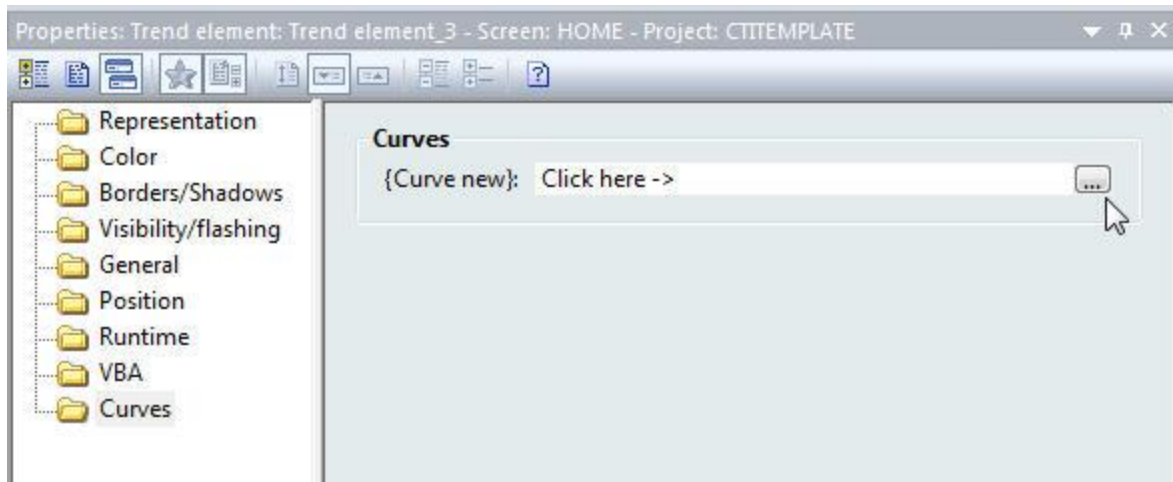 Properties: Trend element: Trend element_3 - Screen: HOME - Project: CTITEMPLATE
Representation
Color
Borders/Shadows
Visibility/flashing
General
Position
Runtime
VBA
Curves
Curves
{Curve new}: Click here -> ...